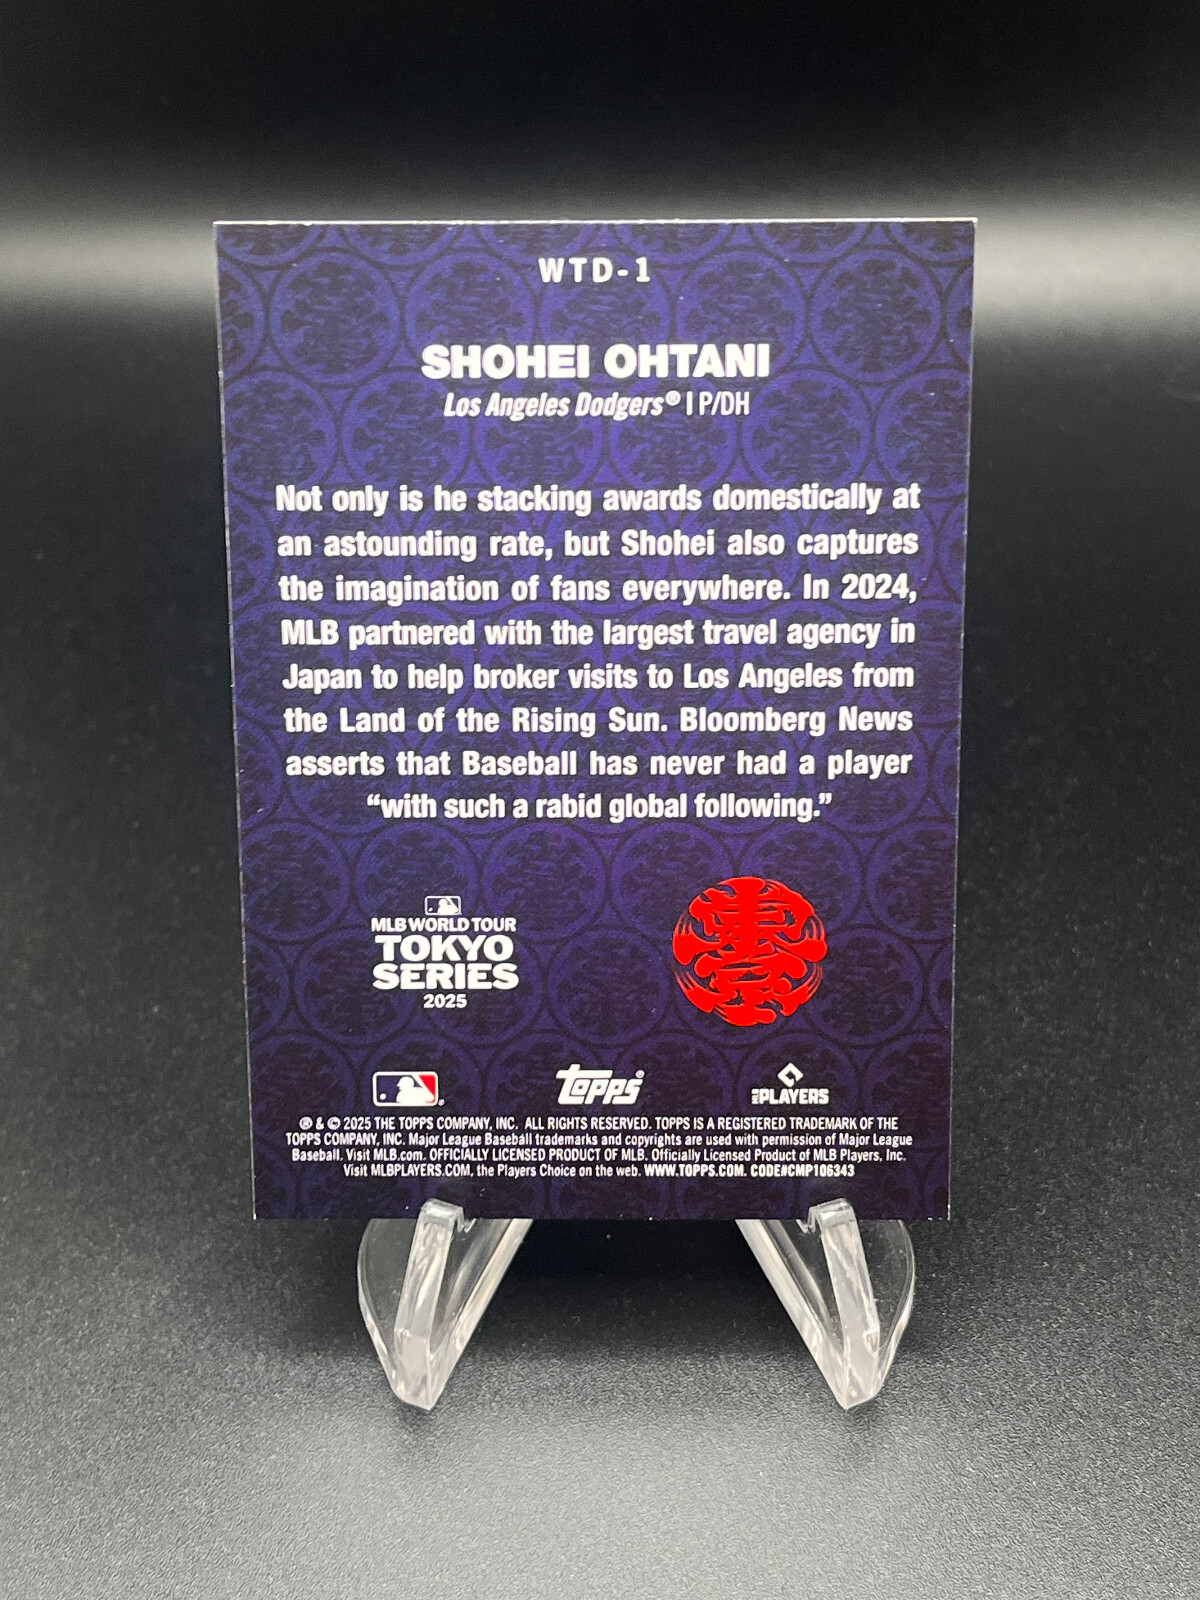 WTD-1
SHOHEI OHTANI
Los Angeles Dodgers® | P/DH
Not only is he stacking awards domestically at
an astounding rate, but Shohei also captures
the imagination of fans everywhere. In 2024,
MLB partnered with the largest travel agency in
Japan to help broker visits to Los Angeles from
the Land of the Rising Sun. Bloomberg News
asserts that Baseball has never had a player
“with such a rabid global following.”
MLB WORLD TOUR
TOKYO
SERIES
2025
Topps®
MLB PLAYERS
® & © 2025 THE TOPPS COMPANY, INC. ALL RIGHTS RESERVED. TOPPS IS A REGISTERED TRADEMARK OF THE
TOPPS COMPANY, INC. Major League Baseball trademarks and copyrights are used with permission of Major League
Baseball. Visit MLB.com. OFFICIALLY LICENSED PRODUCT OF MLB. Officially Licensed Product of MLB Players, Inc.
Visit MLBPLAYERS.COM, the Players Choice on the web. WWW.TOPPS.COM. CODE#CMP106343